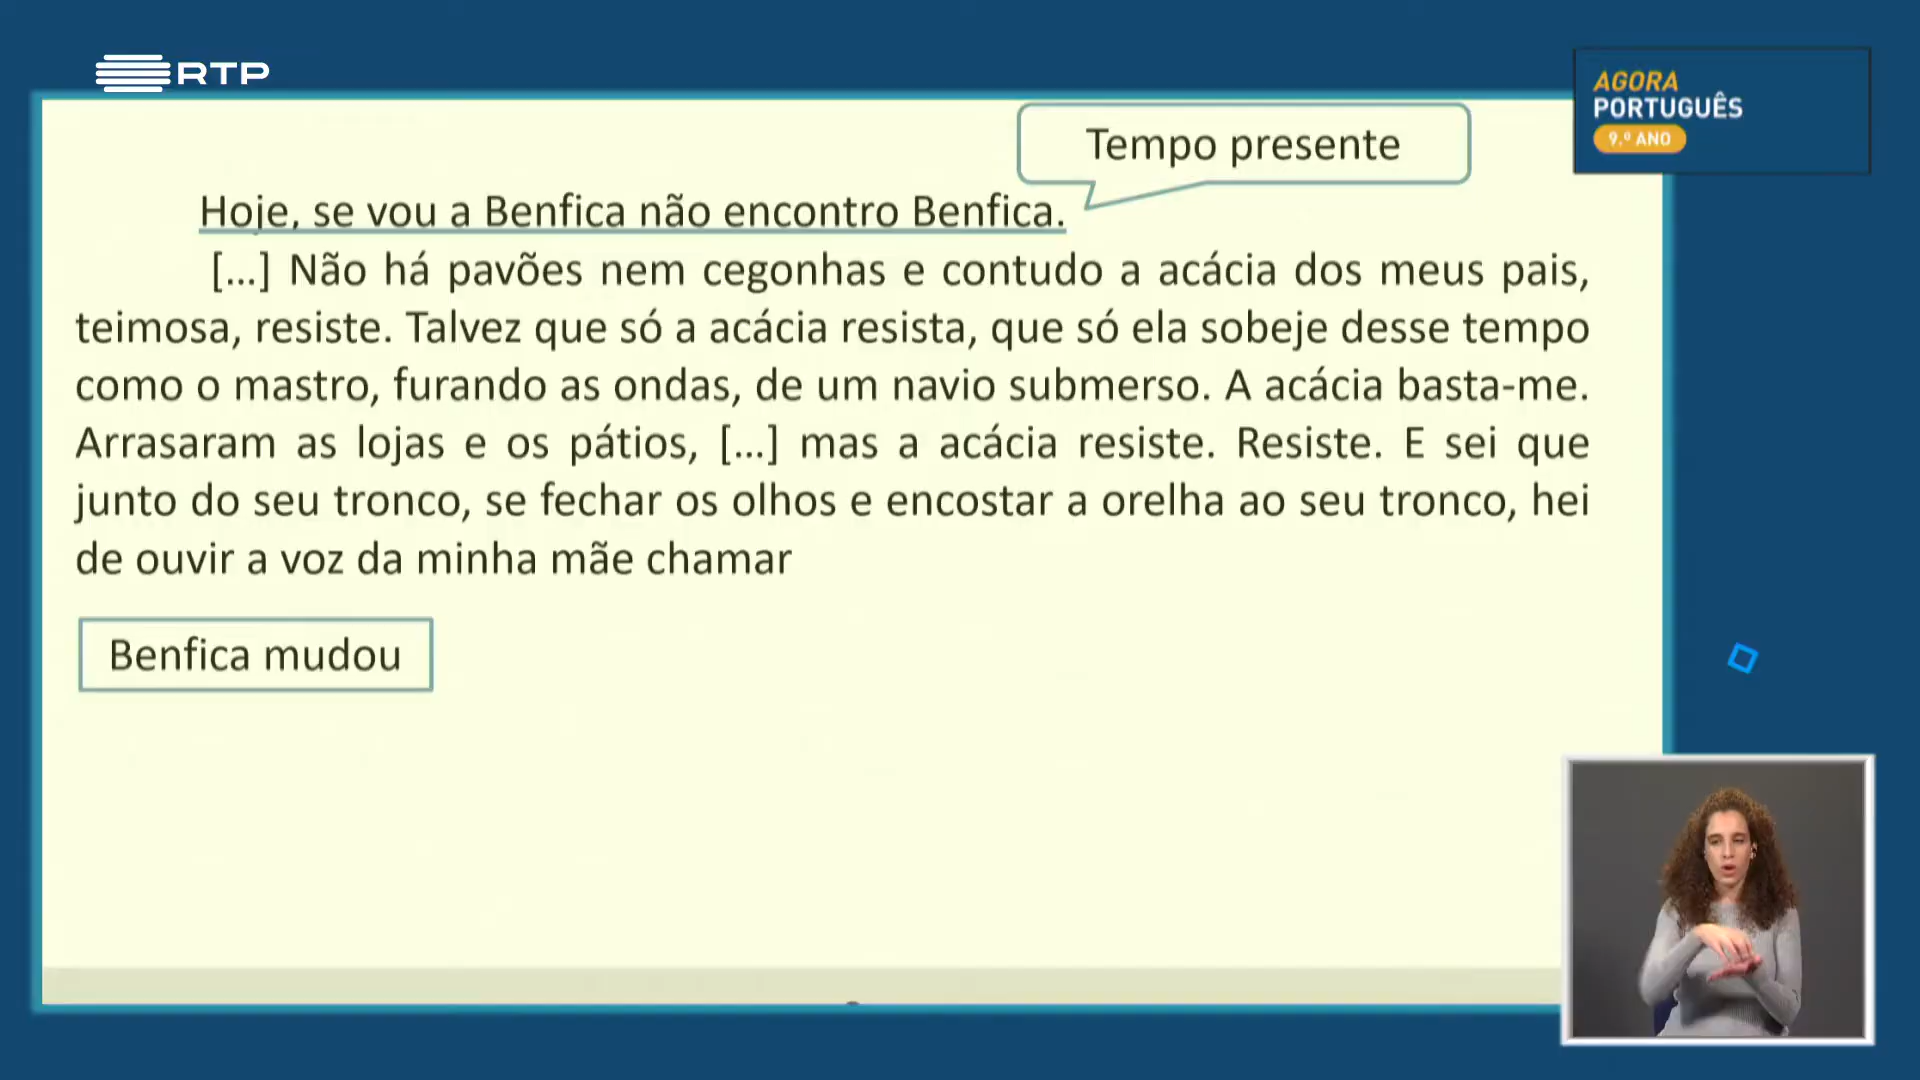 RTP
AGORA
PORTUGUÊS
9.º ANO
Tempo presente
Hoje, se vou a Benfica não encontro Benfica.
[...] Não há pavões nem cegonhas e contudo a acácia dos meus pais,
teimosa, resiste. Talvez que só a acácia resista, que só ela sobeje desse tempo
como o mastro, furando as ondas, de um navio submerso. A acácia basta-me.
Arrasaram as lojas e os pátios, [...] mas a acácia resiste. Resiste. E sei que
junto do seu tronco, se fechar os olhos e encostar a orelha ao seu tronco, hei
de ouvir a voz da minha mãe chamar
Benfica mudou